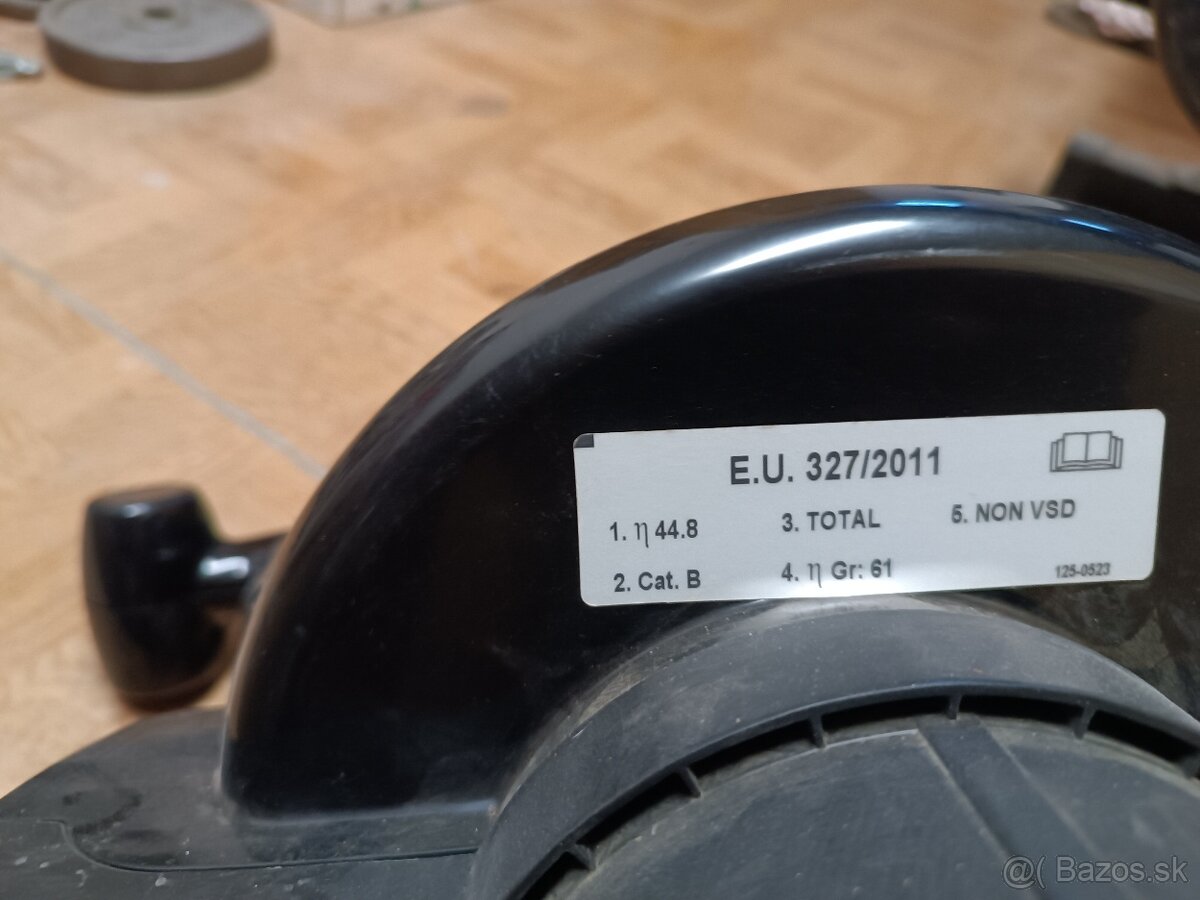 E.U. 327/2011
1. η 44.8 3. TOTAL 5. NON VSD
2. Cat. B 4. η Gr: 61 125-0523
@( Bazos.sk